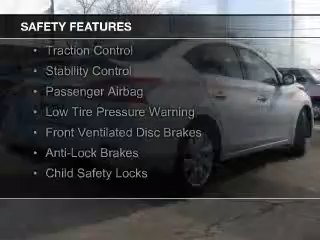 SAFETY FEATURES
• Traction Control
• Stability Control
• Passenger Airbag
• Low Tire Pressure Warning
• Front Ventilated Disc Brakes
• Anti-Lock Brakes
• Child Safety Locks